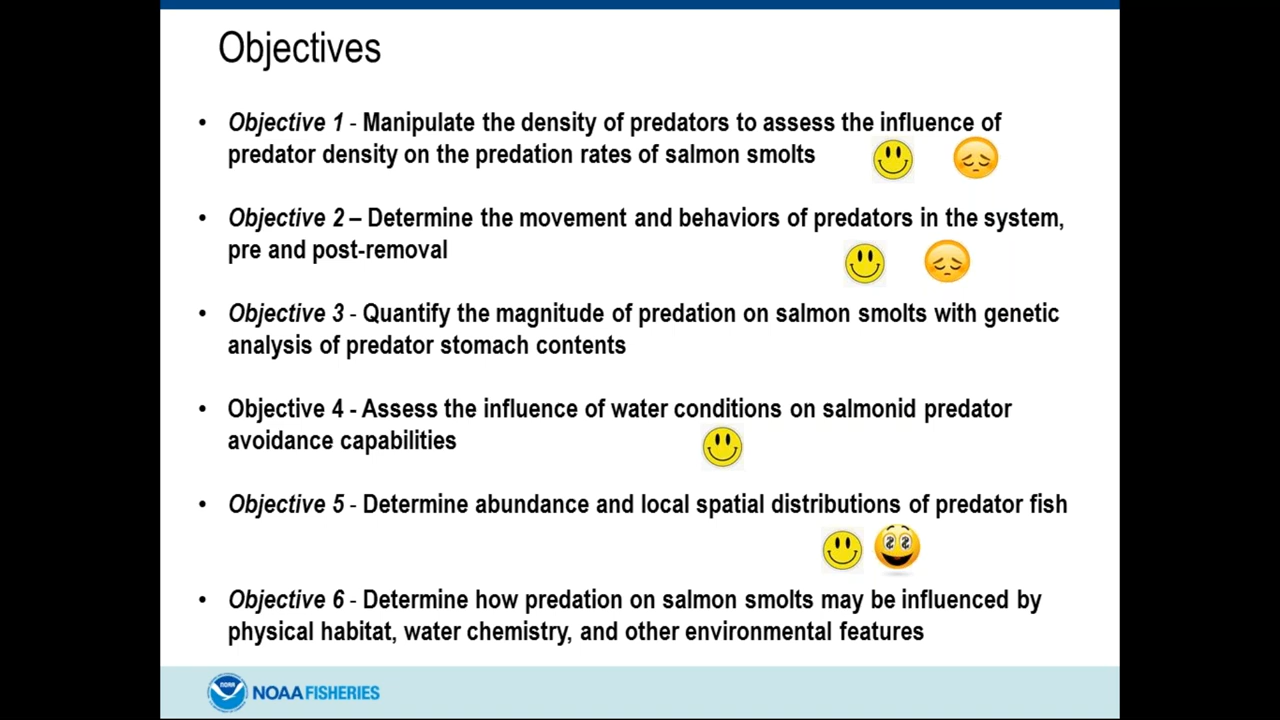 Objectives
• Objective 1 - Manipulate the density of predators to assess the influence of
predator density on the predation rates of salmon smolts
• Objective 2 – Determine the movement and behaviors of predators in the system,
pre and post-removal
• Objective 3 - Quantify the magnitude of predation on salmon smolts with genetic
analysis of predator stomach contents
• Objective 4 - Assess the influence of water conditions on salmonid predator
avoidance capabilities
• Objective 5 - Determine abundance and local spatial distributions of predator fish
• Objective 6 - Determine how predation on salmon smolts may be influenced by
physical habitat, water chemistry, and other environmental features
NOAA NOAA FISHERIES